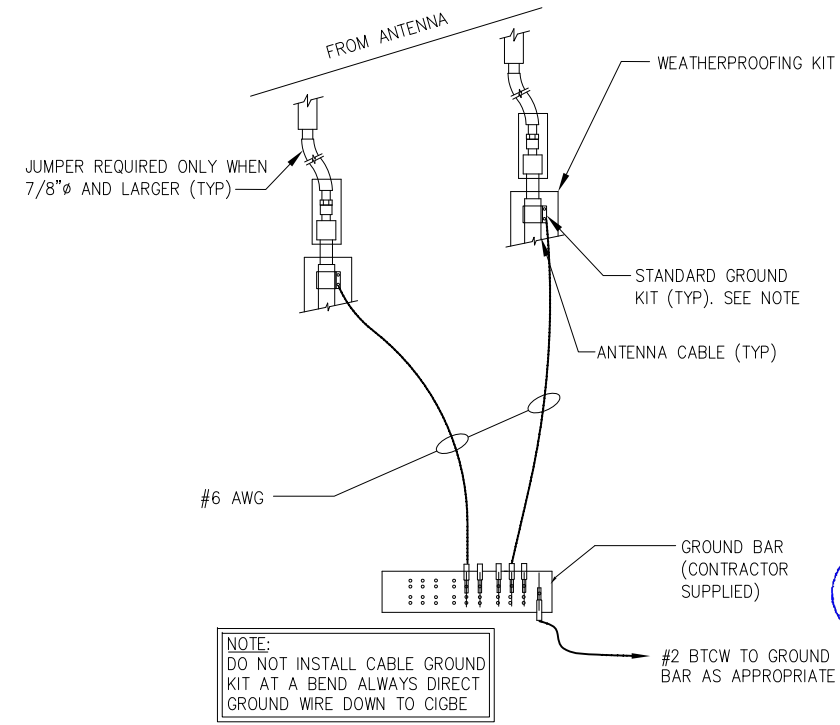 FROM ANTENNA
WEATHERPROOFING KIT
JUMPER REQUIRED ONLY WHEN
7/8"ø AND LARGER (TYP)
STANDARD GROUND
KIT (TYP). SEE NOTE
ANTENNA CABLE (TYP)
#6 AWG
GROUND BAR
(CONTRACTOR
SUPPLIED)
NOTE:
DO NOT INSTALL CABLE GROUND
KIT AT A BEND ALWAYS DIRECT
GROUND WIRE DOWN TO CIGBE
#2 BTCW TO GROUND
BAR AS APPROPRIATE